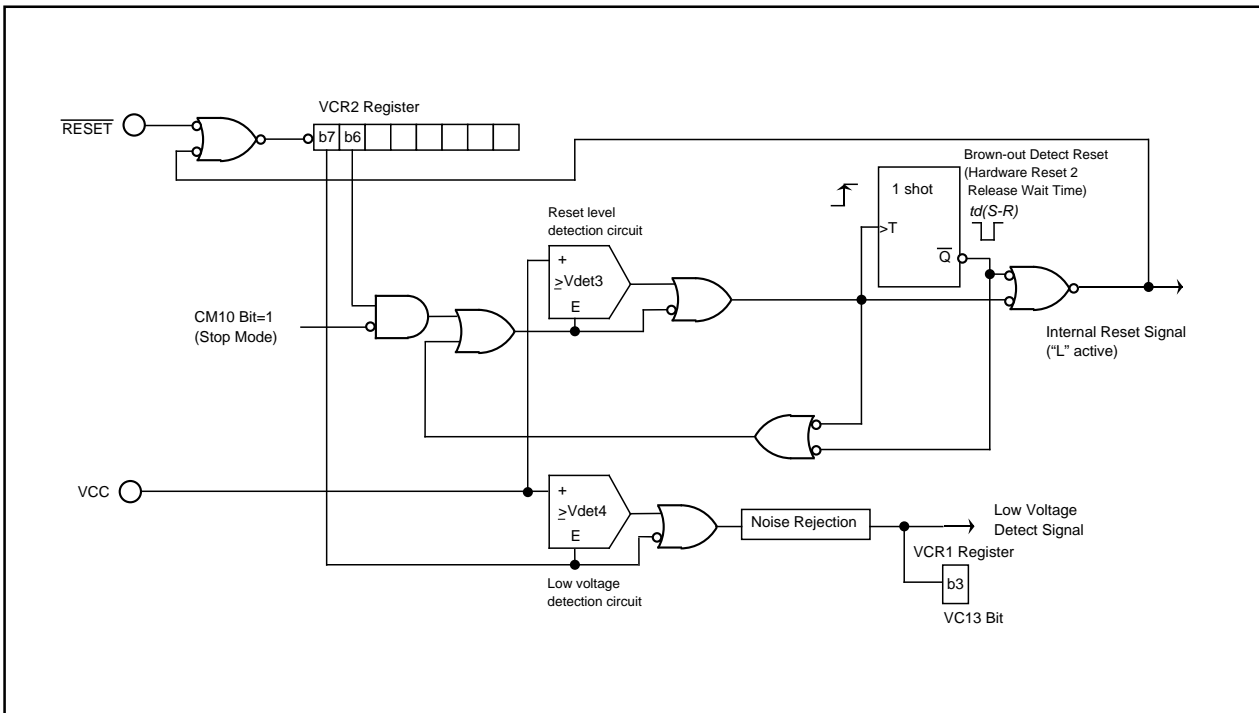 VCR2 Register
RESET
b7 b6
Brown-out Detect Reset
(Hardware Reset 2
Release Wait Time)
td(S-R)
1 shot
>T
Q
Reset level
detection circuit
+
≥Vdet3
E
CM10 Bit=1
(Stop Mode)
Internal Reset Signal
(“L” active)
VCC
+
≥Vdet4
E
Low voltage
detection circuit
Noise Rejection
Low Voltage
Detect Signal
VCR1 Register
b3
VC13 Bit